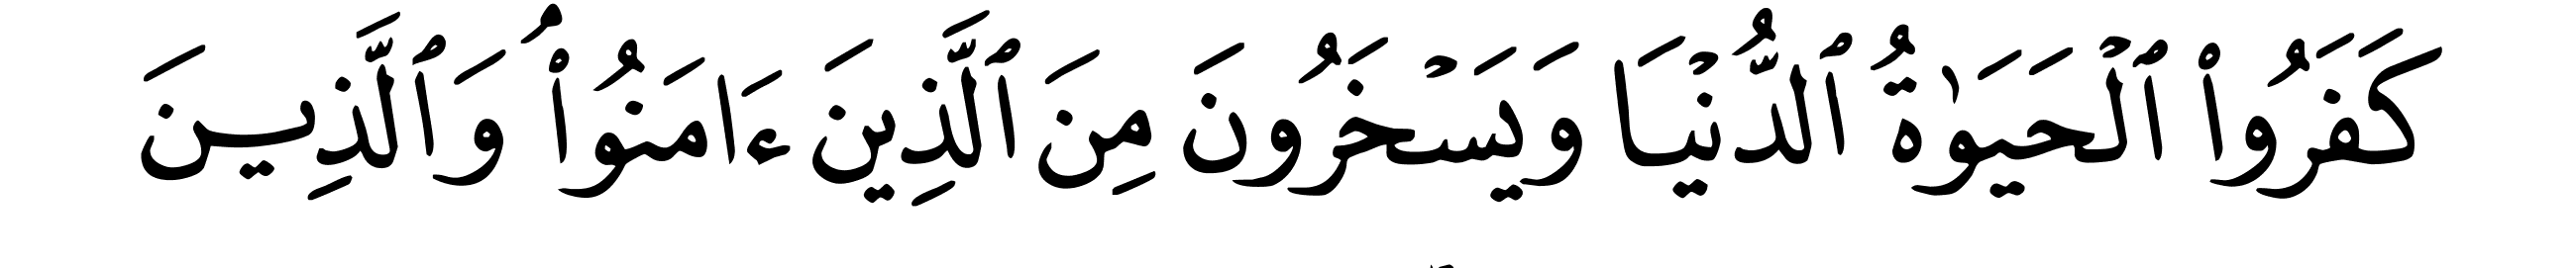 كَفَرُوا۟ ٱلْحَيَوٰةُ ٱلدُّنْيَا وَيَسْخَرُونَ مِنَ ٱلَّذِينَ ءَامَنُوا۟ ۘ وَٱلَّذِينَ